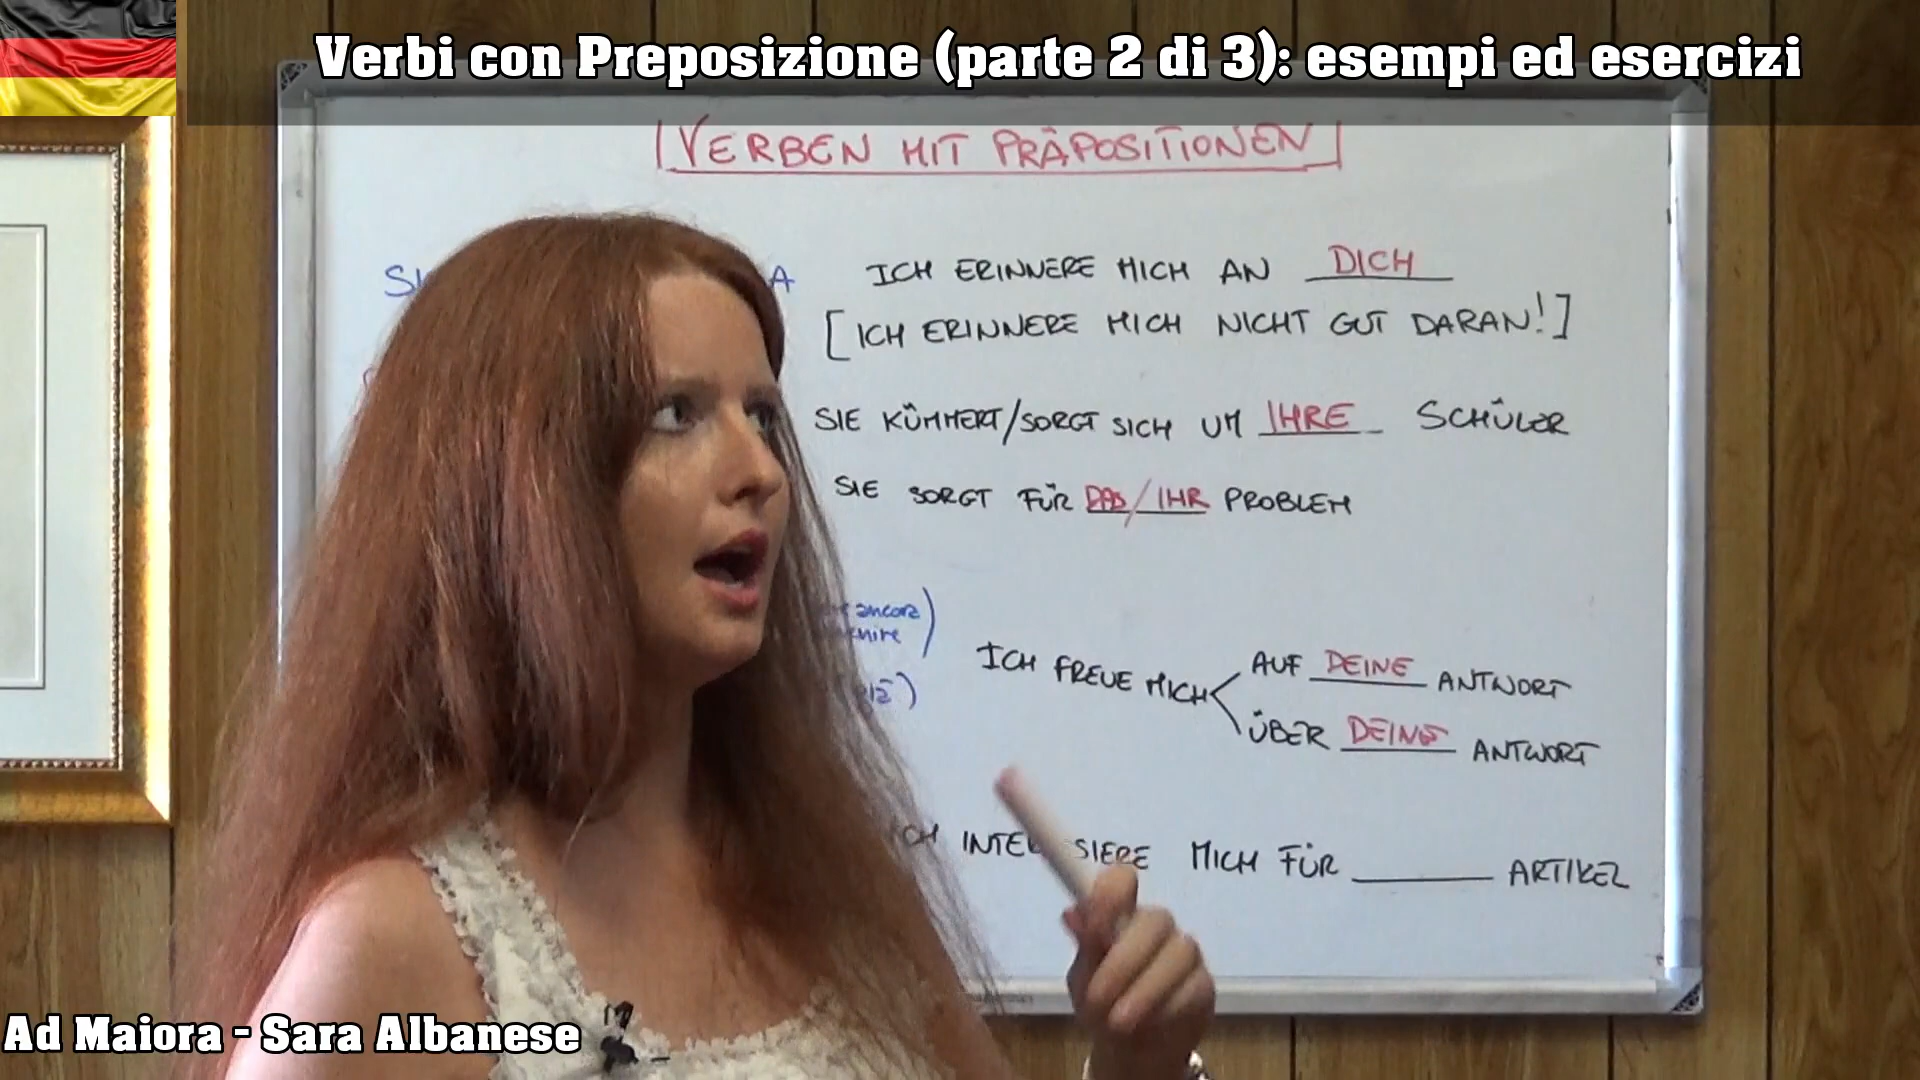 Verbi con Preposizione (parte 2 di 3): esempi ed esercizi
VERBEN MIT PRÄPOSITIONEN
ICH ERINNERE MICH AN DICH
[ICH ERINNERE MICH NICHT GUT DARAN!]
SIE KÜMMERT/SORGT SICH UM IHRE SCHÜLER
SIE SORGT FÜR DAS/IHR PROBLEM
ancora)
ICH FREUE MICH
AUF DEINE ANTWORT
ÜBER DEINE ANTWORT
MICH FÜR ______ ARTIKEL
Ad Maiora - Sara Albanese